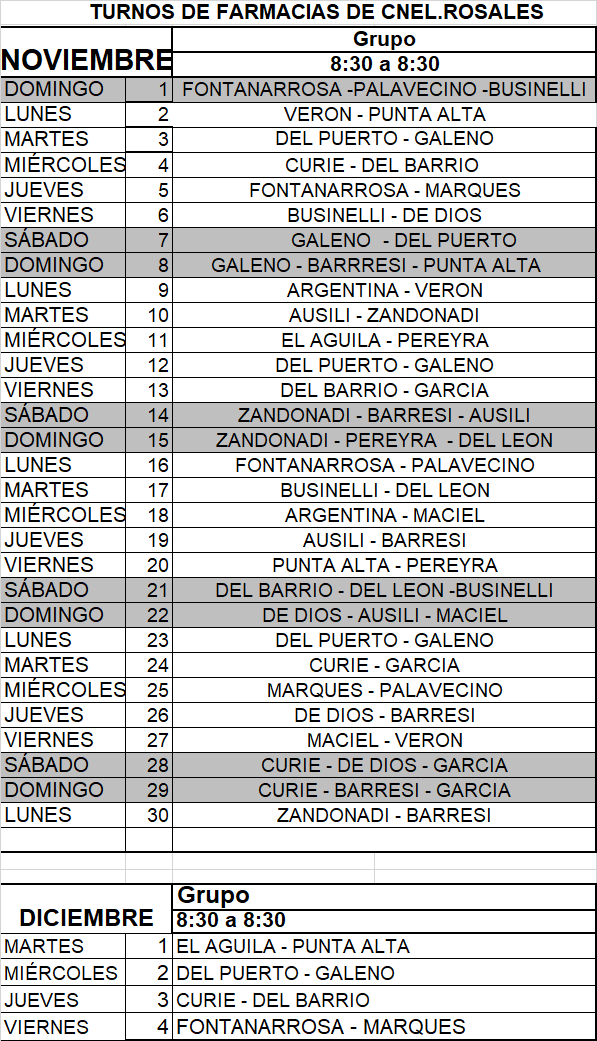 TURNOS DE FARMACIAS DE CNEL.ROSALES
NOVIEMBRE
Grupo
8:30 a 8:30
DOMINGO 1 FONTANARROSA -PALAVECINO -BUSINELLI
LUNES 2 VERON - PUNTA ALTA
MARTES 3 DEL PUERTO - GALENO
MIÉRCOLES 4 CURIE - DEL BARRIO
JUEVES 5 FONTANARROSA - MARQUES
VIERNES 6 BUSINELLI - DE DIOS
SÁBADO 7 GALENO - DEL PUERTO
DOMINGO 8 GALENO - BARRRESI - PUNTA ALTA
LUNES 9 ARGENTINA - VERON
MARTES 10 AUSILI - ZANDONADI
MIÉRCOLES 11 EL AGUILA - PEREYRA
JUEVES 12 DEL PUERTO - GALENO
VIERNES 13 DEL BARRIO - GARCIA
SÁBADO 14 ZANDONADI - BARRESI - AUSILI
DOMINGO 15 ZANDONADI - PEREYRA - DEL LEON
LUNES 16 FONTANARROSA - PALAVECINO
MARTES 17 BUSINELLI - DEL LEON
MIÉRCOLES 18 ARGENTINA - MACIEL
JUEVES 19 AUSILI - BARRESI
VIERNES 20 PUNTA ALTA - PEREYRA
SÁBADO 21 DEL BARRIO - DEL LEON -BUSINELLI
DOMINGO 22 DE DIOS - AUSILI - MACIEL
LUNES 23 DEL PUERTO - GALENO
MARTES 24 CURIE - GARCIA
MIÉRCOLES 25 MARQUES - PALAVECINO
JUEVES 26 DE DIOS - BARRESI
VIERNES 27 MACIEL - VERON
SÁBADO 28 CURIE - DE DIOS - GARCIA
DOMINGO 29 CURIE - BARRESI - GARCIA
LUNES 30 ZANDONADI - BARRESI
DICIEMBRE
Grupo
8:30 a 8:30
MARTES 1 EL AGUILA - PUNTA ALTA
MIÉRCOLES 2 DEL PUERTO - GALENO
JUEVES 3 CURIE - DEL BARRIO
VIERNES 4 FONTANARROSA - MARQUES